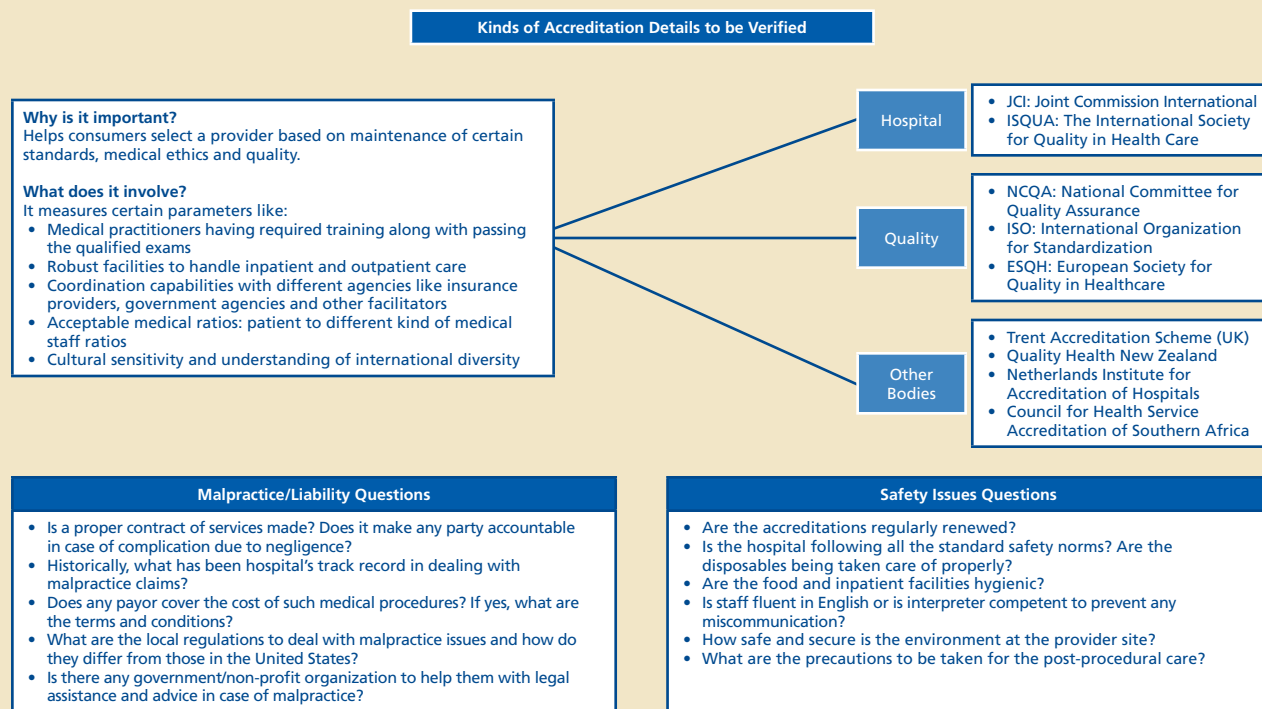 Kinds of Accreditation Details to be Verified
Why is it important?
Helps consumers select a provider based on maintenance of certain
standards, medical ethics and quality.
What does it involve?
It measures certain parameters like:
• Medical practitioners having required training along with passing
the qualified exams
• Robust facilities to handle inpatient and outpatient care
• Coordination capabilities with different agencies like insurance
providers, government agencies and other facilitators
• Acceptable medical ratios: patient to different kind of medical
staff ratios
• Cultural sensitivity and understanding of international diversity
Hospital
• JCI: Joint Commission International
• ISQUA: The International Society
for Quality in Health Care
Quality
• NCQA: National Committee for
Quality Assurance
• ISO: International Organization
for Standardization
• ESQH: European Society for
Quality in Healthcare
Other
Bodies
• Trent Accreditation Scheme (UK)
• Quality Health New Zealand
• Netherlands Institute for
Accreditation of Hospitals
• Council for Health Service
Accreditation of Southern Africa
Malpractice/Liability Questions
• Is a proper contract of services made? Does it make any party accountable
in case of complication due to negligence?
• Historically, what has been hospital's track record in dealing with
malpractice claims?
• Does any payor cover the cost of such medical procedures? If yes, what are
the terms and conditions?
• What are the local regulations to deal with malpractice issues and how do
they differ from those in the United States?
• Is there any government/non-profit organization to help them with legal
assistance and advice in case of malpractice?
Safety Issues Questions
• Are the accreditations regularly renewed?
• Is the hospital following all the standard safety norms? Are the
disposables being taken care of properly?
• Are the food and inpatient facilities hygienic?
• Is staff fluent in English or is interpreter competent to prevent any
miscommunication?
• How safe and secure is the environment at the provider site?
• What are the precautions to be taken for the post-procedural care?